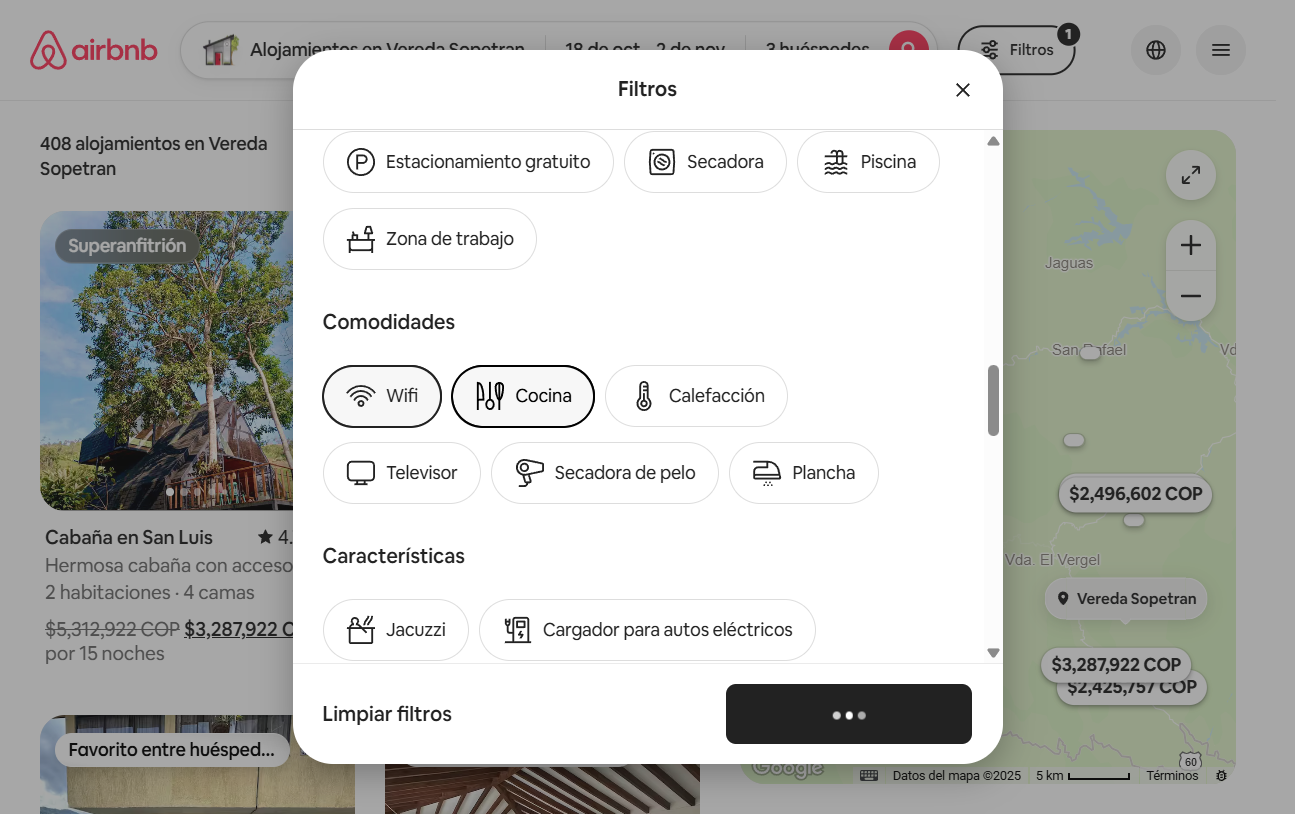 airbnb
Alojamientos en Vereda Sopetran
18 de oct – 2 de nov
3 huéspedes
Filtros
1
Filtros
408 alojamientos en Vereda
Sopetran
Superanfitrión
Cabaña en San Luis
4.
Hermosa cabaña con acceso
2 habitaciones · 4 camas
$5,312,922 COP $3,287,922 C
por 15 noches
Favorito entre huésped...
Estacionamiento gratuito
Secadora
Piscina
Zona de trabajo
Comodidades
Wifi
Cocina
Calefacción
Televisor
Secadora de pelo
Plancha
Características
Jacuzzi
Cargador para autos eléctricos
Limpiar filtros
Jaguas
San Rafael
Vd
$2,496,602 COP
Vda. El Vergel
Vereda Sopetran
$3,287,922 COP
$2,425,757 COP
60
Google
Datos del mapa ©2025
5 km
Términos